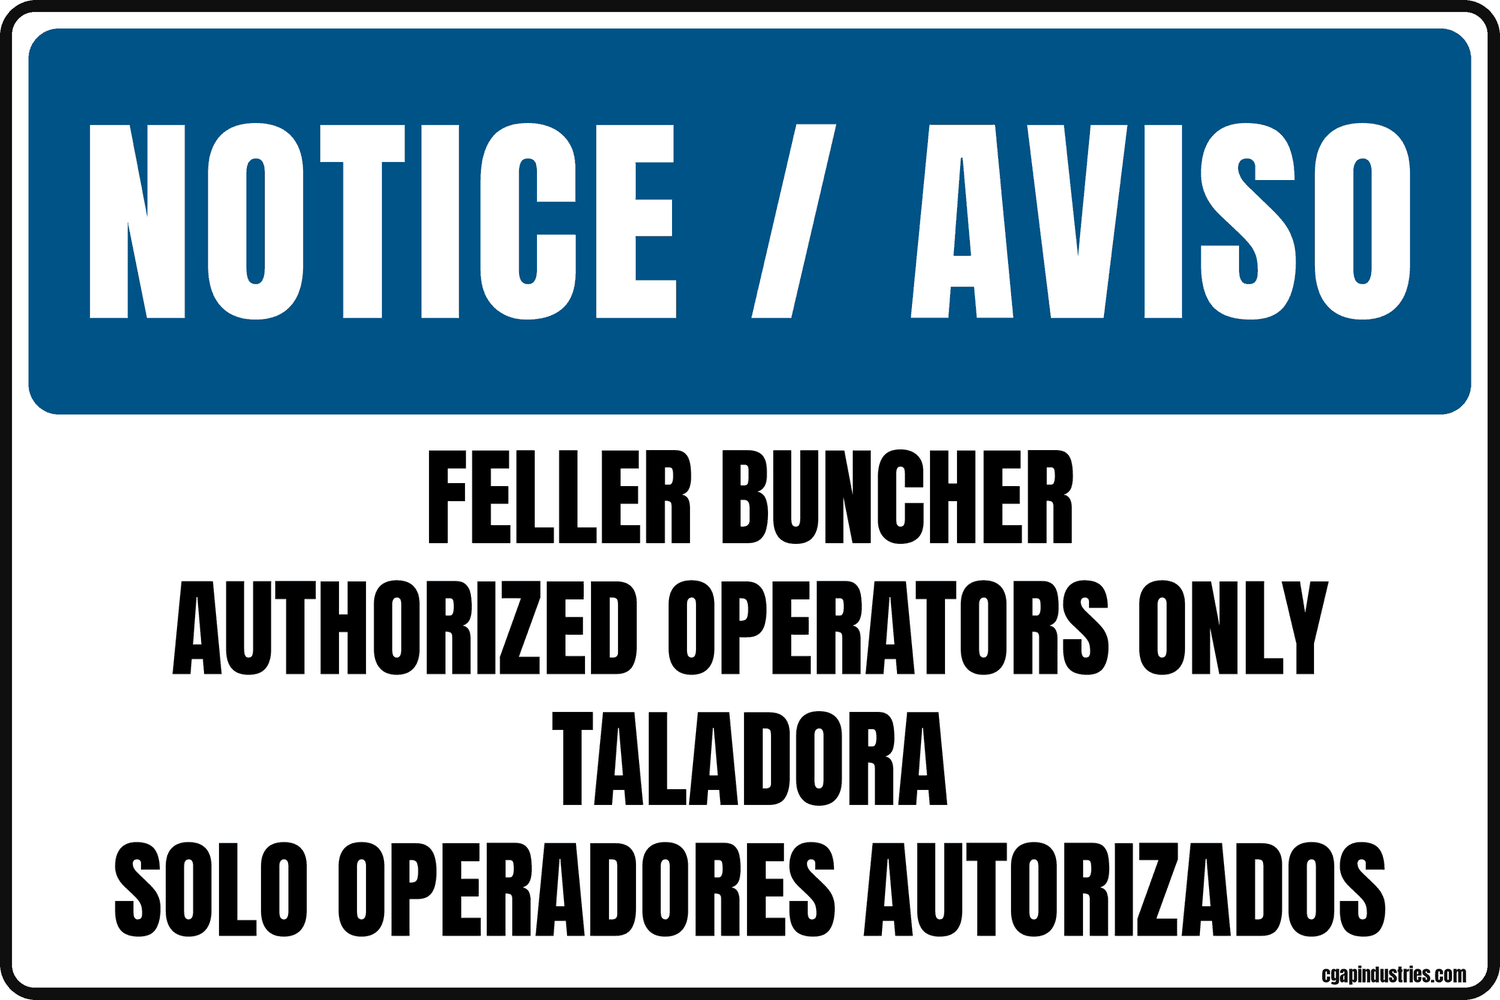 NOTICE / AVISO
FELLER BUNCHER
AUTHORIZED OPERATORS ONLY
TALADORA
SOLO OPERADORES AUTORIZADOS
cgapindustries.com